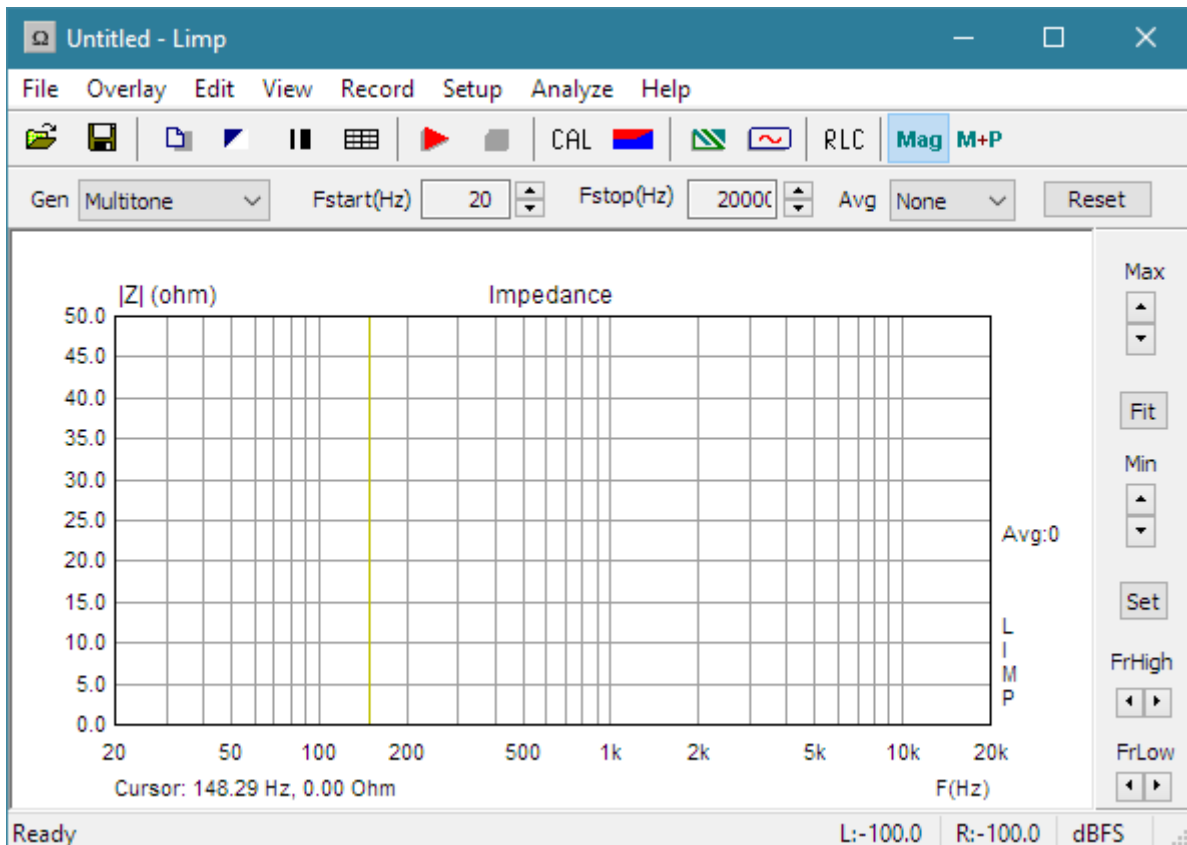 Untitled - Limp
File Overlay Edit View Record Setup Analyze Help
CAL RLC Mag M+P
Gen Multitone Fstart(Hz) 20 Fstop(Hz) 2000 Avg None Reset
|Z| (ohm) Impedance
Max
50.0
45.0
40.0
Fit
35.0
Min
30.0
25.0
Avg:0
20.0
15.0
Set
L
I
M
P
10.0
FrHigh
5.0
0.0
20 50 100 200 500 1k 2k 5k 10k 20k
FrLow
Cursor: 148.29 Hz, 0.00 Ohm F(Hz)
Ready L:-100.0 R:-100.0 dBFS